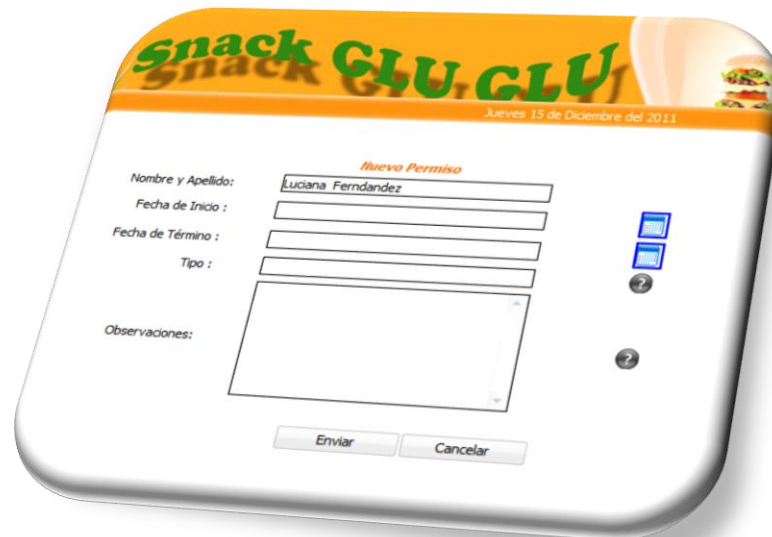 Snack GLU GLU
Jueves 15 de Diciembre del 2011
Nuevo Permiso
Nombre y Apellido: Luciana Ferndandez
Fecha de Inicio :
Fecha de Término :
Tipo :
Observaciones:
Enviar Cancelar